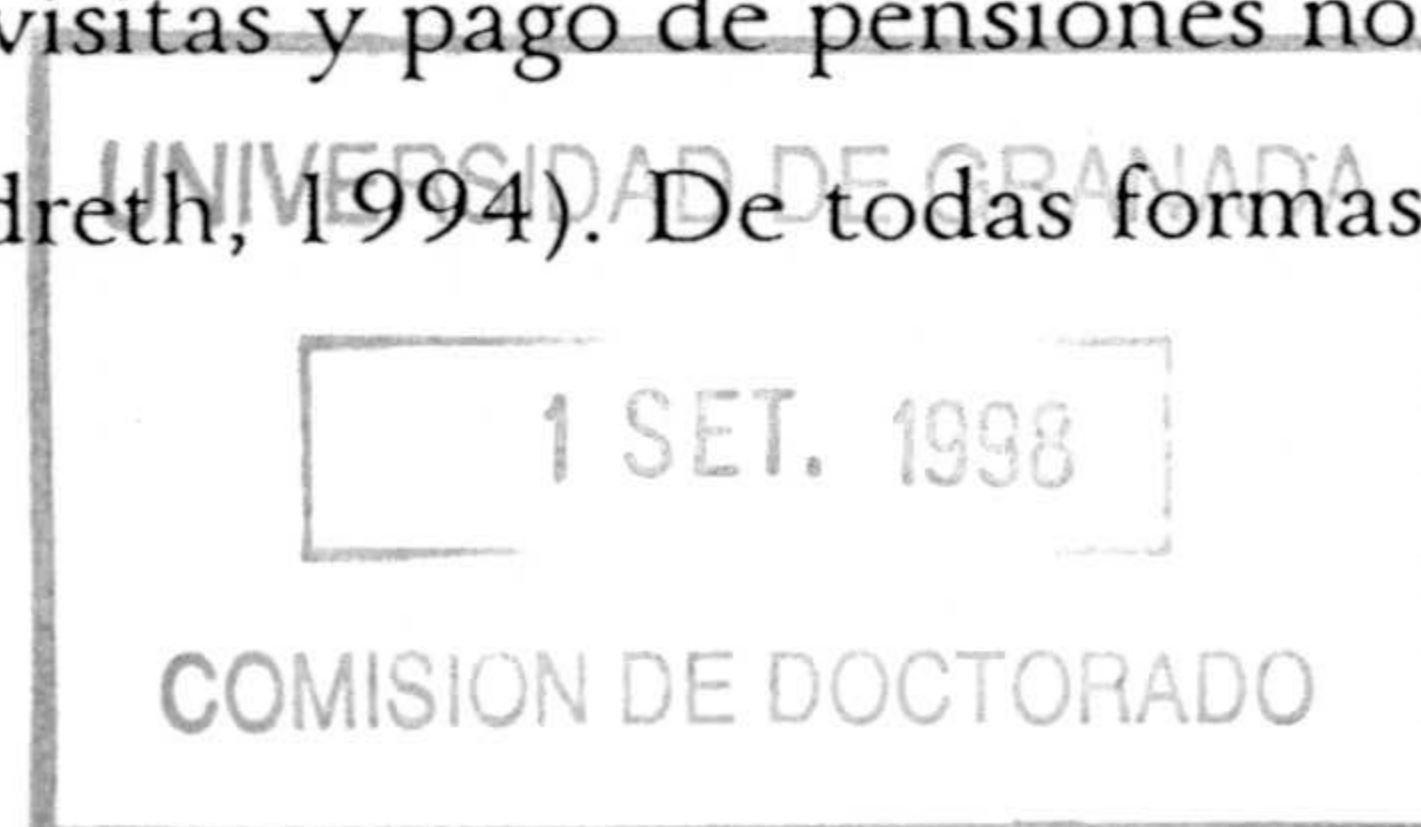 visitas y pago de pensiones no
UNIVERSIDAD DE GRANADA
dreth, 1994). De todas formas
1 SET. 1998
COMISION DE DOCTORADO